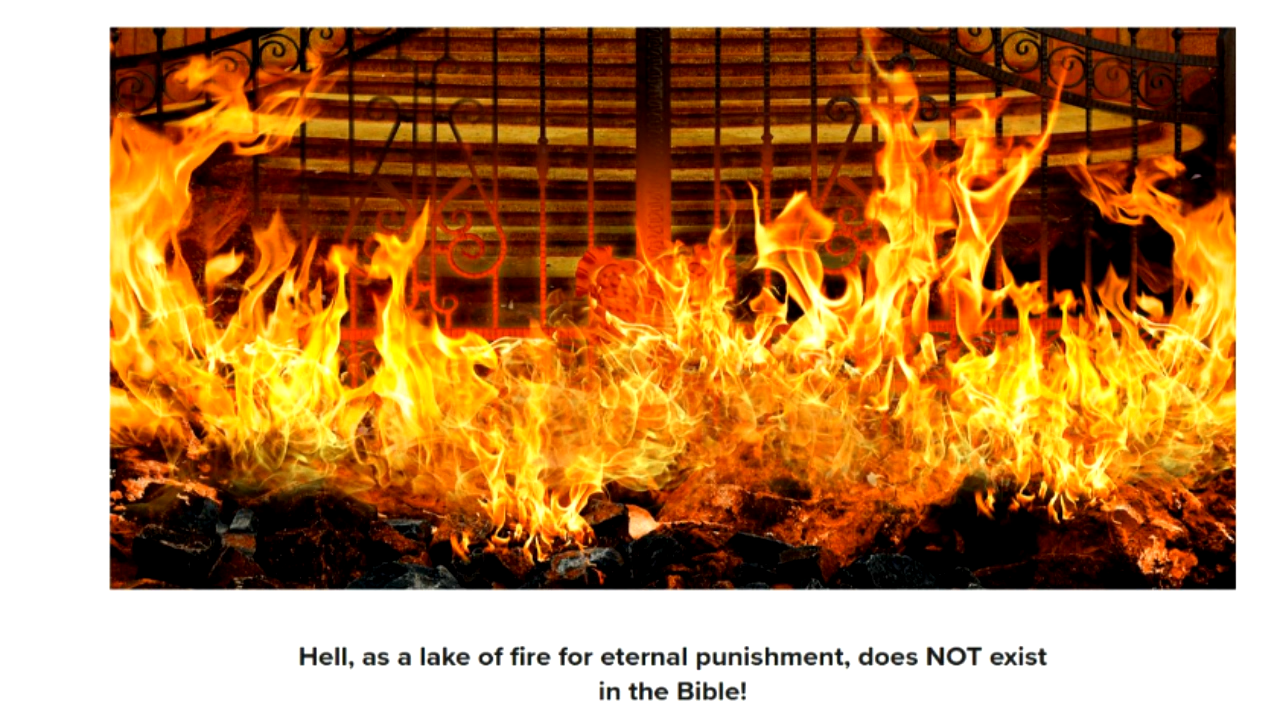 Hell, as a lake of fire for eternal punishment, does NOT exist
in the Bible!